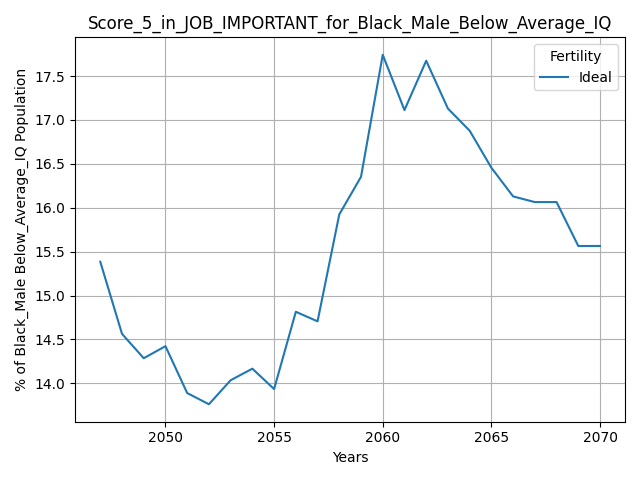 Score_5_in_JOB_IMPORTANT_for_Black_Male_Below_Average_IQ
Fertility
Ideal
% of Black_Male Below_Average_IQ Population
17.5
17.0
16.5
16.0
15.5
15.0
14.5
14.0
2050 2055 2060 2065 2070
Years